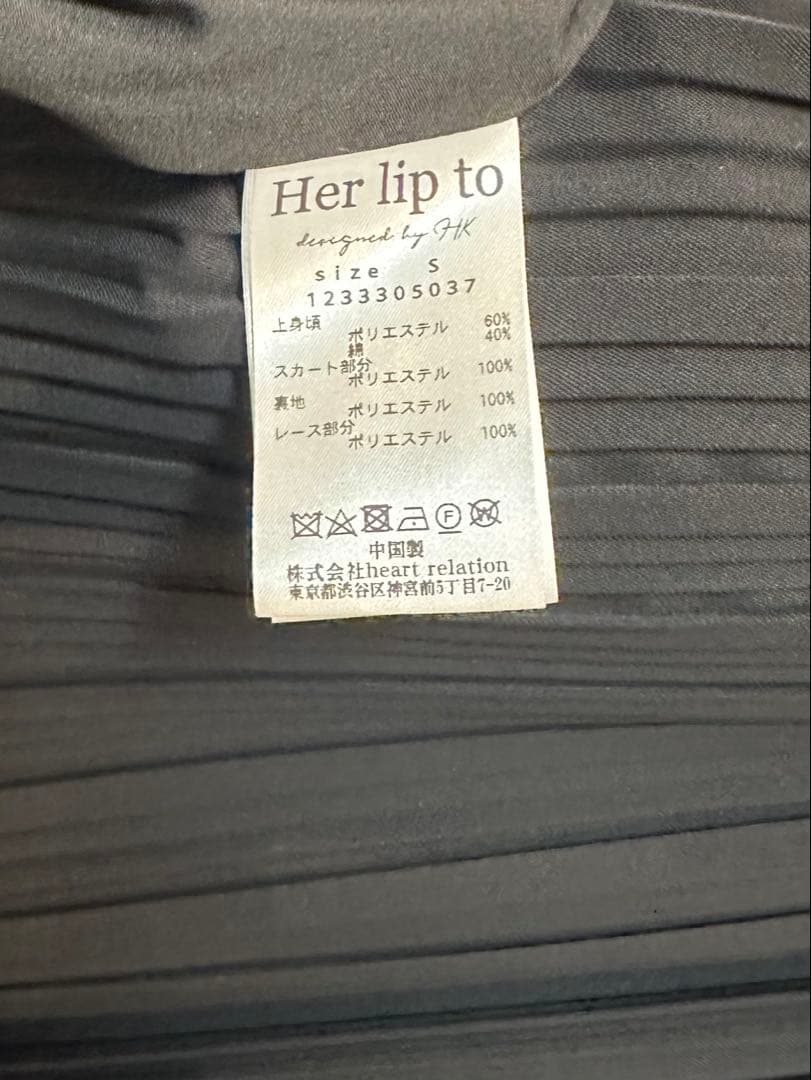 Her lip to
designed by HK
size S
1233305037
上身頃
ポリエステル 60%
綿 40%
スカート部分
ポリエステル 100%
裏地
ポリエステル 100%
レース部分
ポリエステル 100%
F W
中国製
株式会社heart relation
東京都渋谷区神宮前5丁目7-20